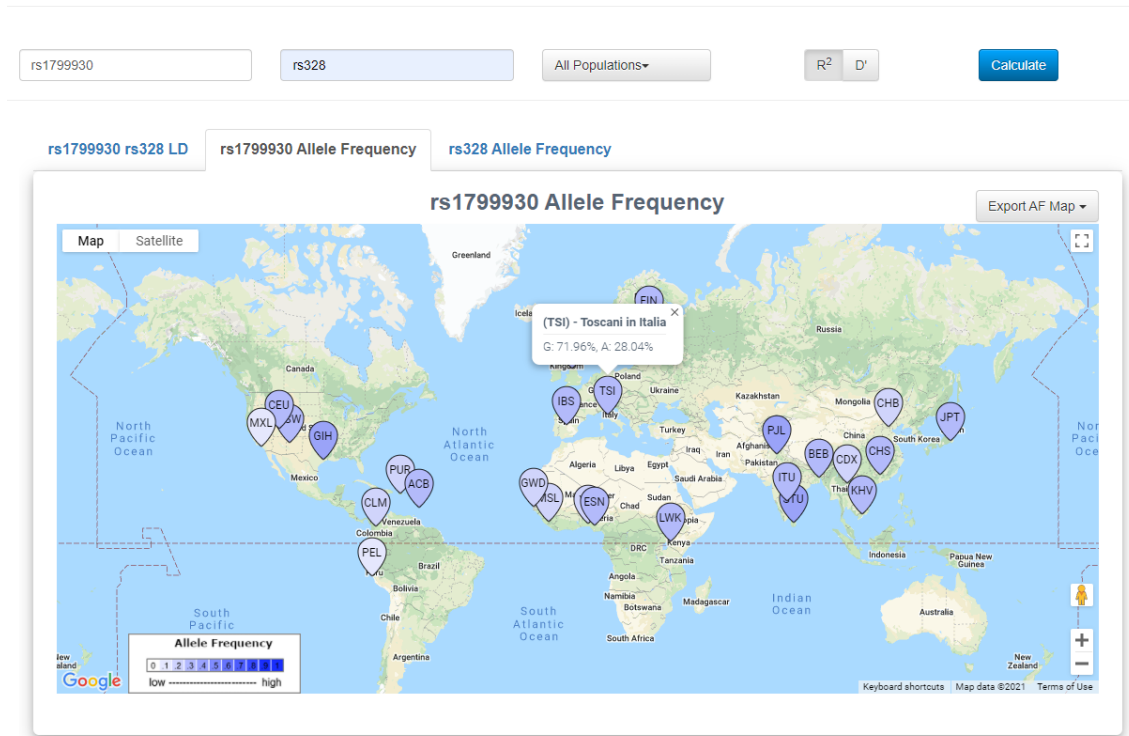 rs1799930 rs328 All Populations R2 D' Calculate
rs1799930 rs328 LD rs1799930 Allele Frequency rs328 Allele Frequency
rs1799930 Allele Frequency
Export AF Map
Map Satellite
Greenland
FIN
(TSI) - Toscani in Italia ×
G: 71.96%, A: 28.04%
Russia
Canada
Poland
Ukraine
Kazakhstan
Mongolia
TSI
IBS
Italy
Spain
CEU
MXL
GIH
North
Pacific
Ocean
North
Atlantic
Ocean
Turkey
CHB
JPT
PJL
China
South Korea
Iraq
Iran
Pakistan
BEB
CDX
CHS
Mexico
Algeria
Libya
Egypt
Saudi Arabia
PUR
ACB
ITU
KHV
GWD
MSL
ESN
Chad
Sudan
LWK
CLM
Venezuela
Colombia
PEL
Kenya
DRC
Tanzania
Indonesia
Papua New
Guinea
Brazil
Angola
Bolivia
Namibia
Botswana
Madagascar
Indian
Ocean
South
Pacific
South
Atlantic
Ocean
Chile
Australia
South Africa
Argentina
New
Zealand
Allele Frequency
0 .1 .2 .3 .4 .5 .6 .7 .8 .9 1
low -------------------------- high
Google
Keyboard shortcuts Map data ©2021 Terms of Use